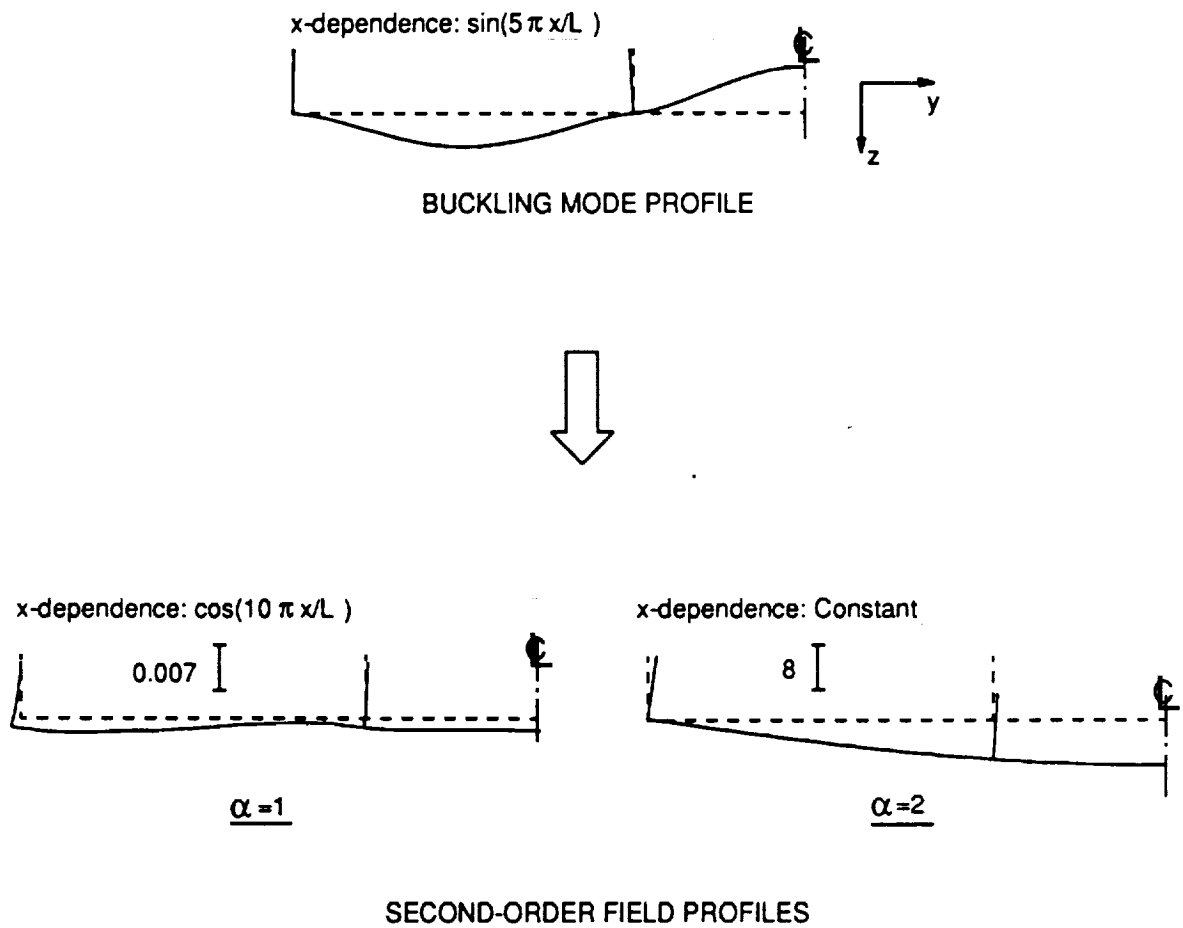 x-dependence: sin(5 π x/L )
℄
y
z
BUCKLING MODE PROFILE
x-dependence: cos(10 π x/L )
0.007
℄
α =1
x-dependence: Constant
8
℄
α =2
SECOND-ORDER FIELD PROFILES